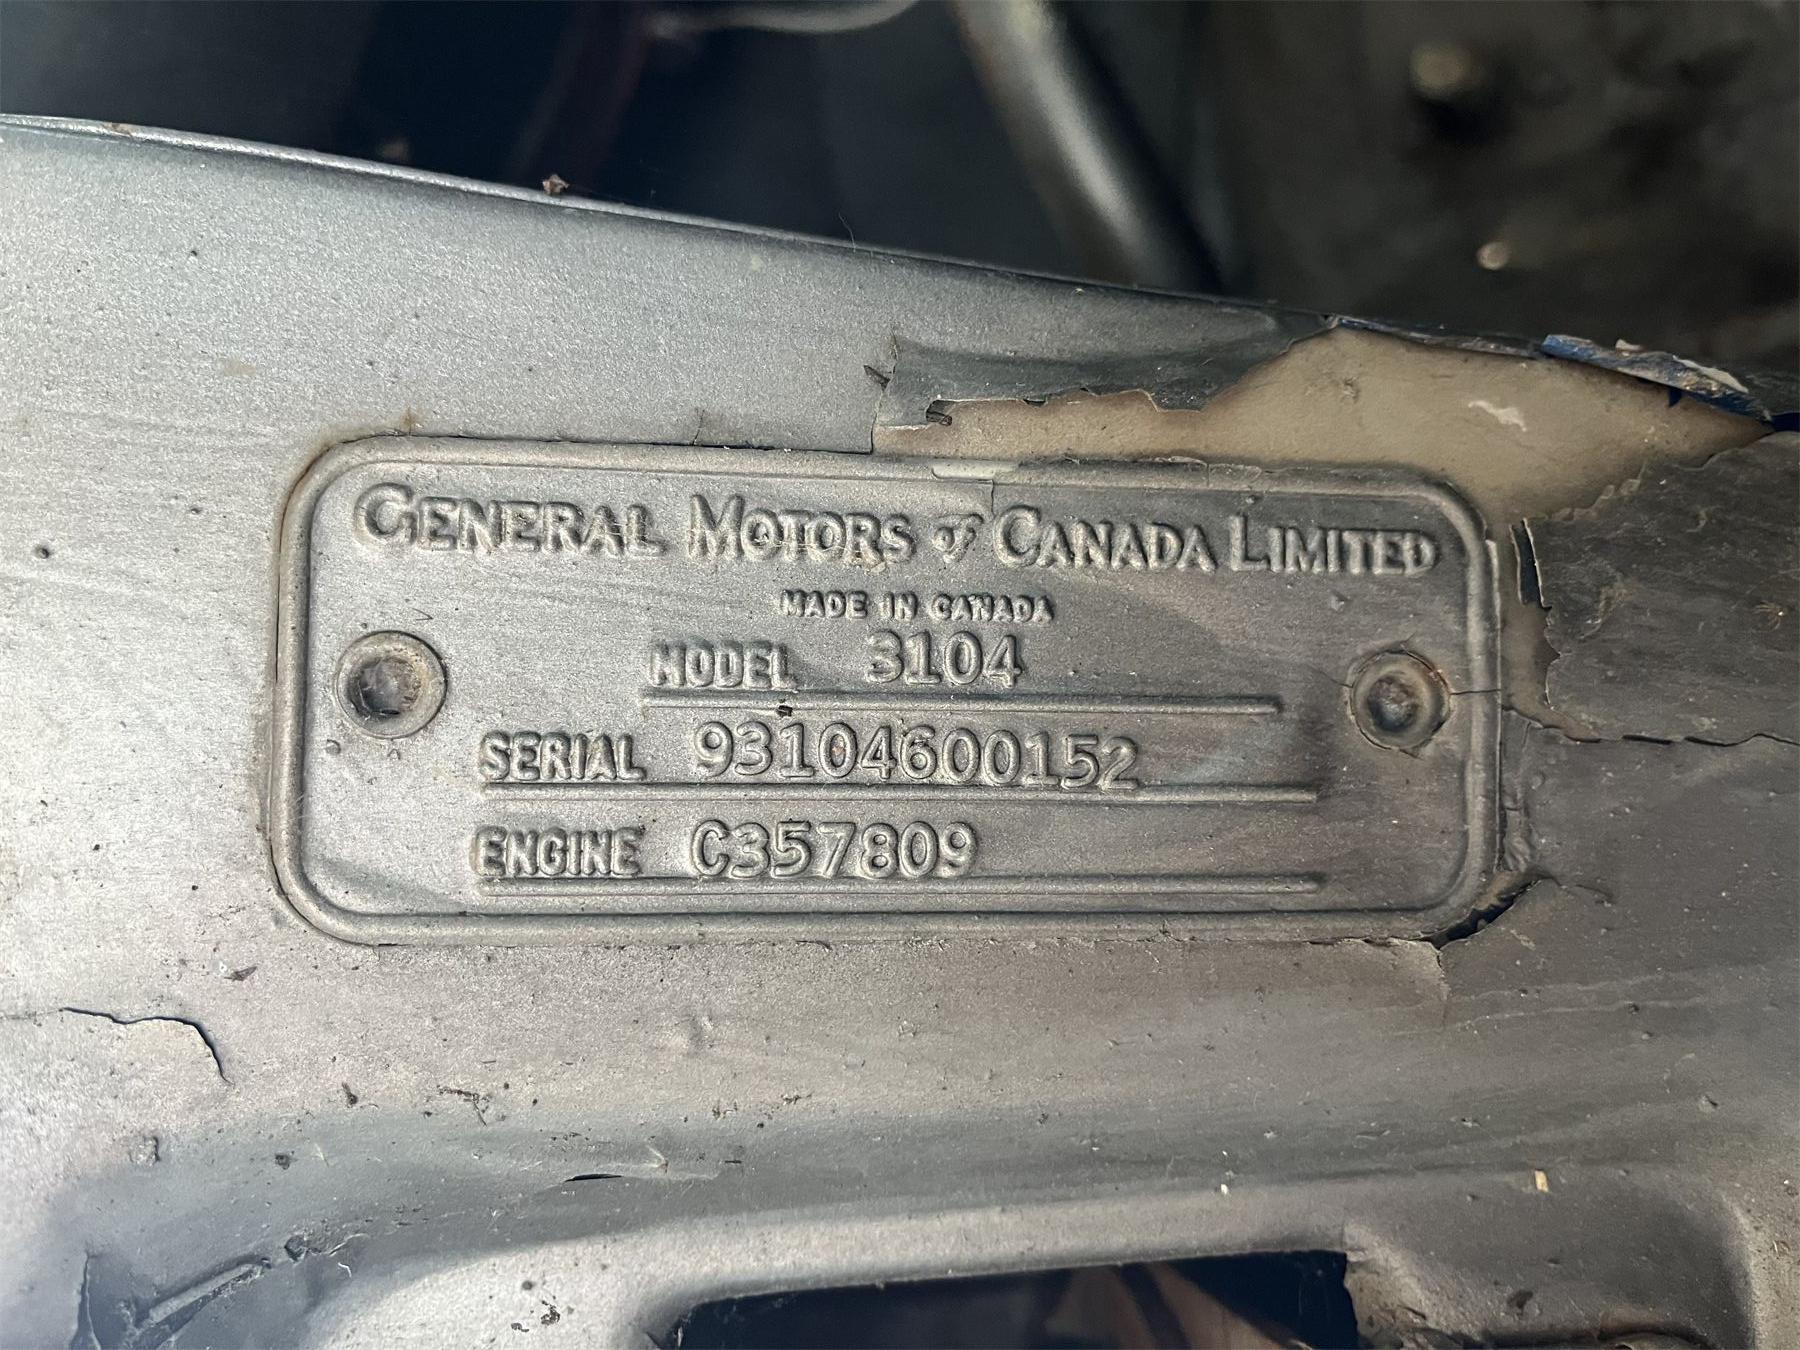 GENERAL MOTORS of CANADA LIMITED
MADE IN CANADA
MODEL 3104
SERIAL 93104600152
ENGINE C357809